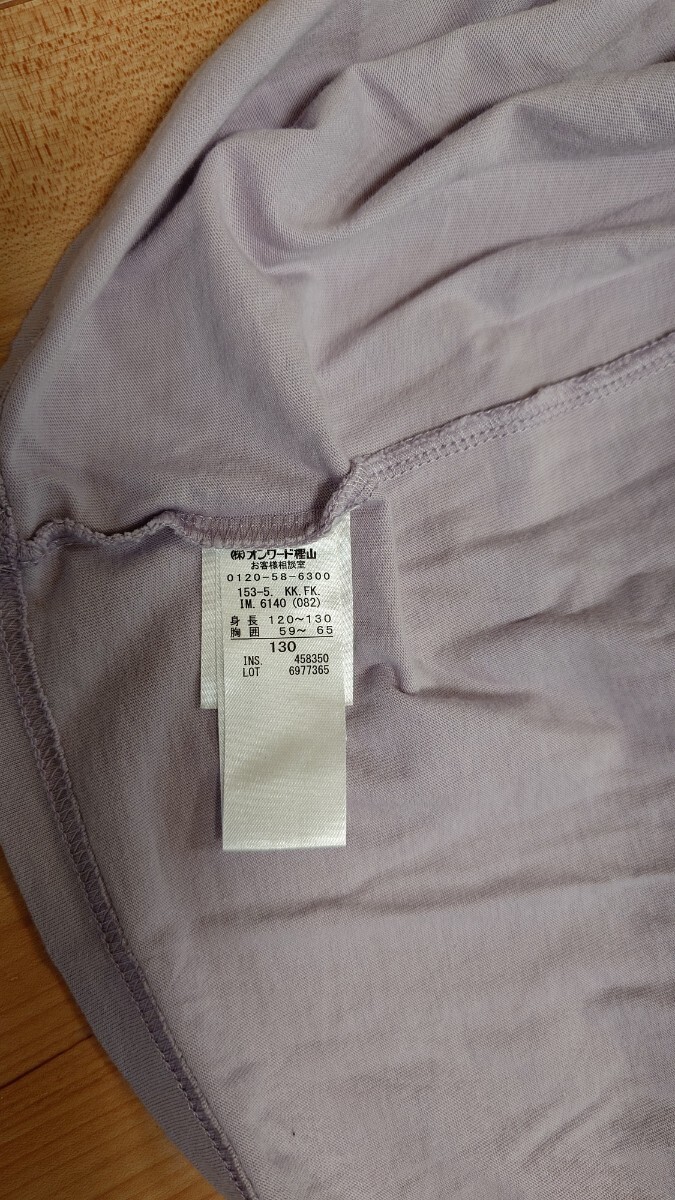 (株)オンワード樫山
お客様相談室
0120-58-6300
153-5. KK.FK.
IM. 6140 (082)
身長 120〜130
胸囲 59〜 65
130
INS. 458350
LOT 6977365